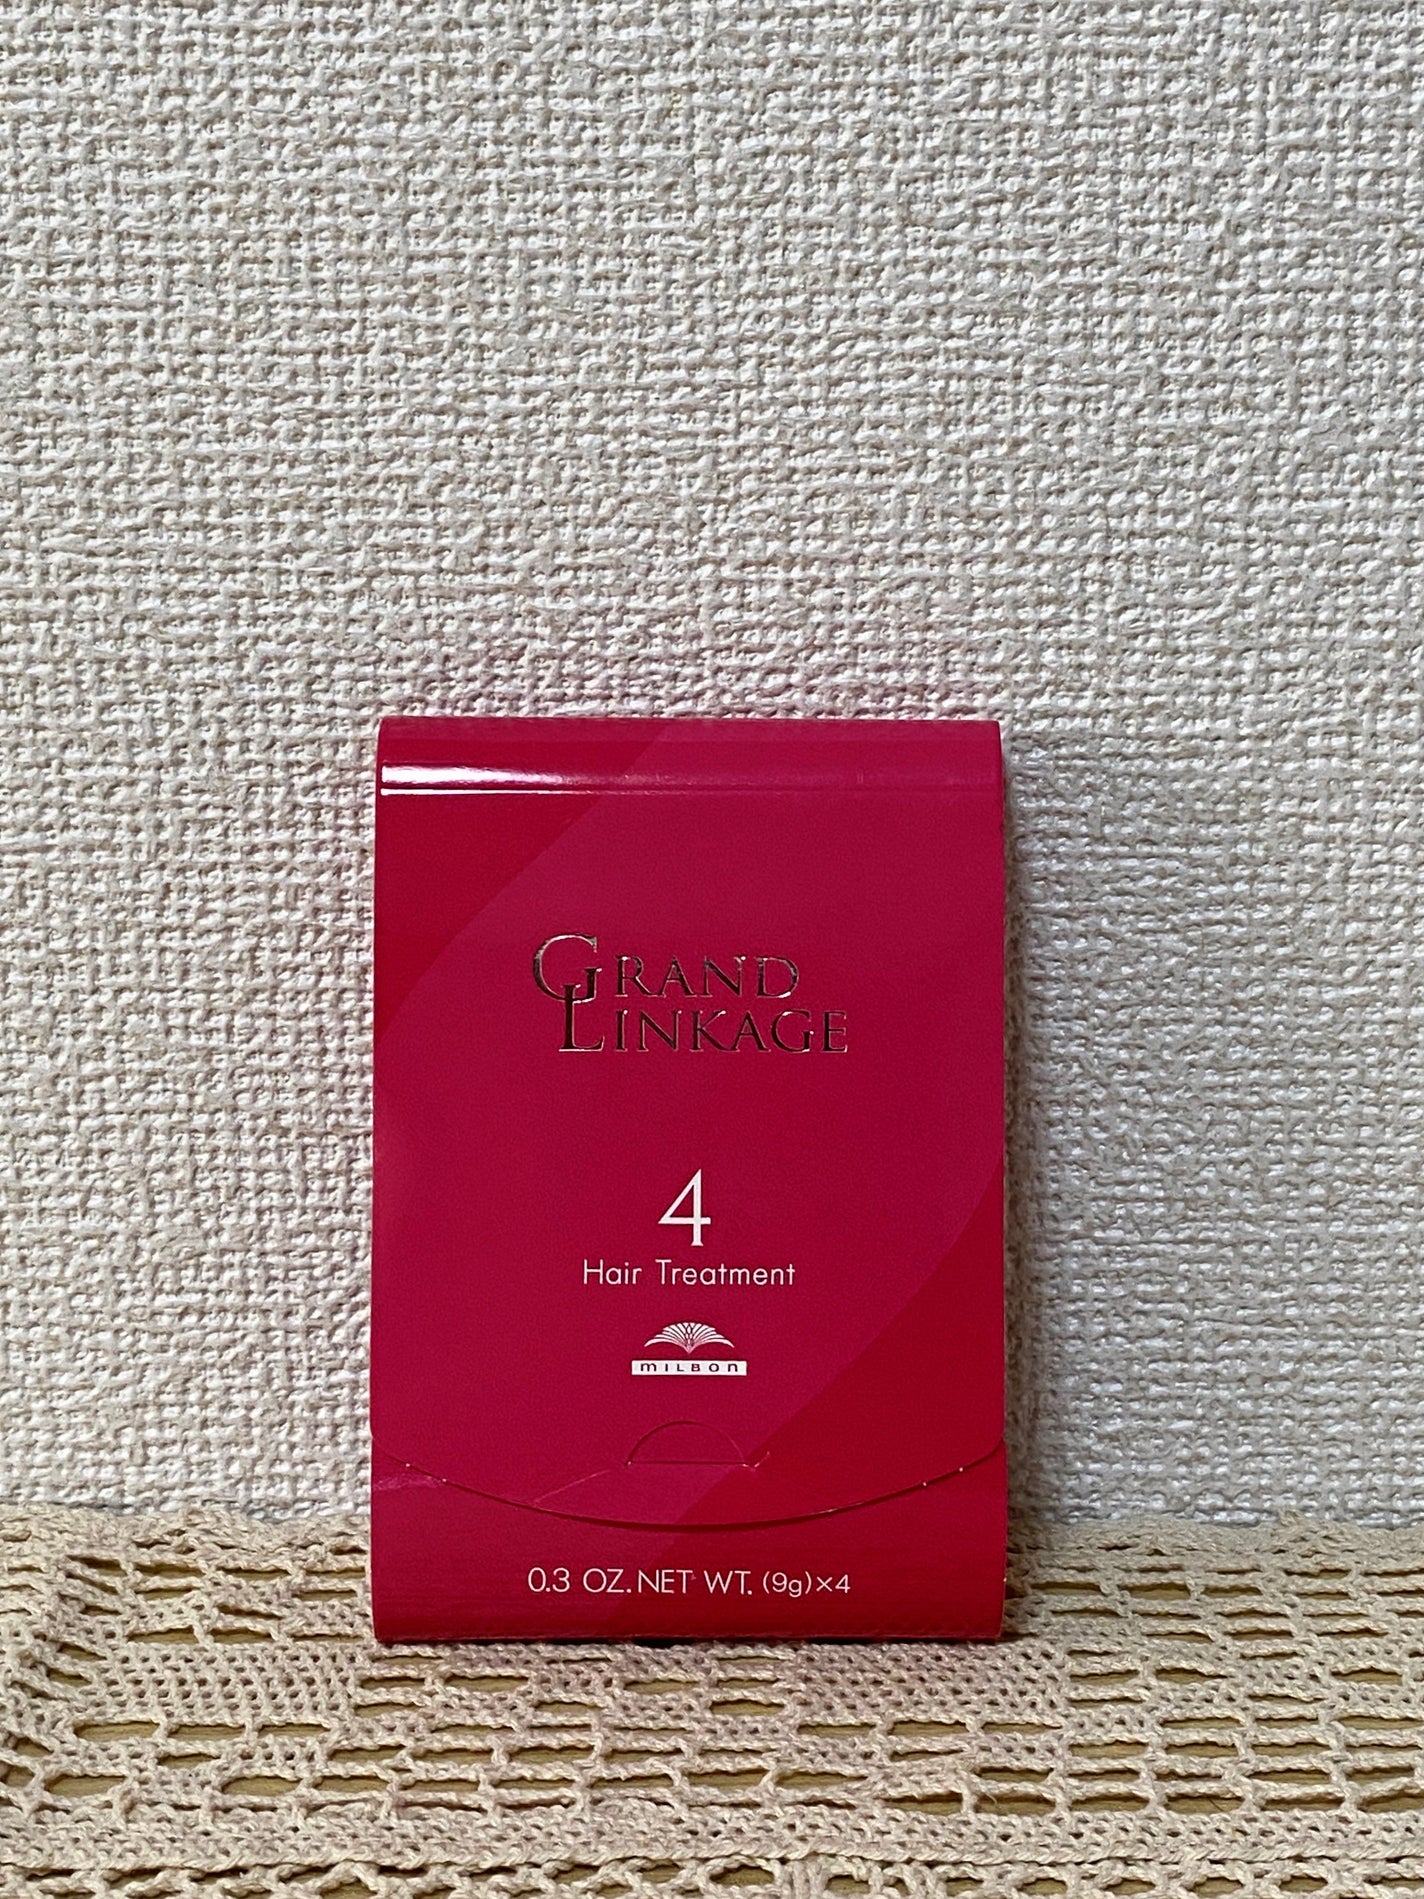 GRAND
LINKAGE
4
Hair Treatment
MILBON
0.3 OZ. NET WT. (9g)×4